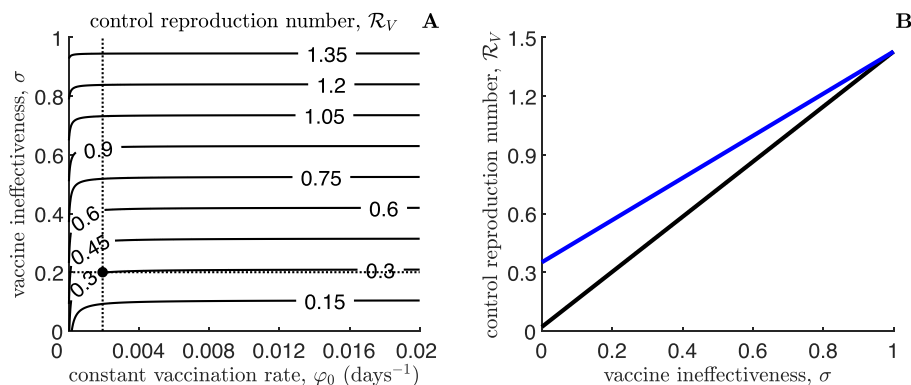 control reproduction number, ℛ_V A
1
0.8
0.6
0.4
0.2
0
vaccine ineffectiveness, σ
1.35
1.2
1.05
0.9
0.75
0.6
0.6
0.45
0.3
0.3
0.15
0 0.004 0.008 0.012 0.016 0.02
constant vaccination rate, φ₀ (days⁻¹)
B
1.5
1.2
0.9
0.6
0.3
0
control reproduction number, ℛ_V
0 0.2 0.4 0.6 0.8 1
vaccine ineffectiveness, σ